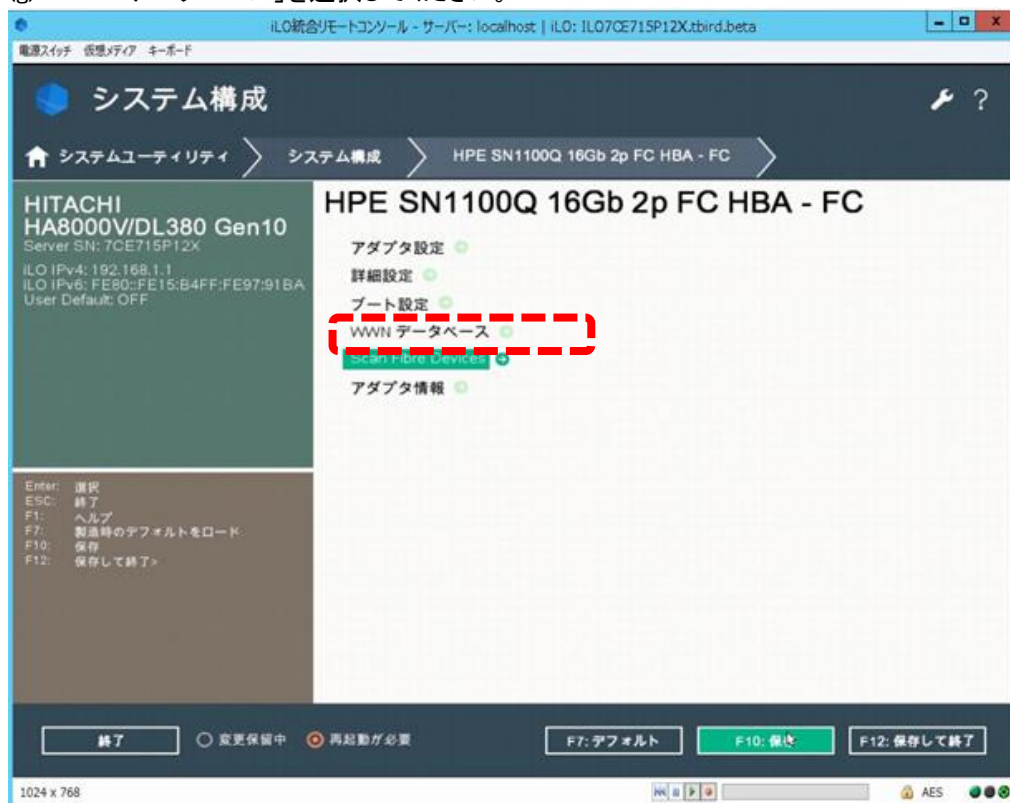 」を選択してください。
iLO統合リモートコンソール - サーバー: localhost | iLO: ILO7CE715P12X.tbird.beta
電源スイッチ 仮想メディア キーボード
システム構成
?
システムユーティリティ システム構成 HPE SN1100Q 16Gb 2p FC HBA - FC
HITACHI
HA8000V/DL380 Gen10
Server SN: 7CE715P12X
iLO IPv4: 192.168.1.1
iLO IPv6: FE80::FE15:B4FF:FE97:91BA
User Default: OFF
HPE SN1100Q 16Gb 2p FC HBA - FC
アダプタ設定
詳細設定
ブート設定
WWN データベース
Scan Fibre Devices
アダプタ情報
Enter: 選択
ESC: 終了
F1: ヘルプ
F7: 製造時のデフォルトをロード
F10: 保存
F12: 保存して終了>
終了 変更保留中 再起動が必要 F7: デフォルト F10: 保存 F12: 保存して終了
1024 x 768 AES